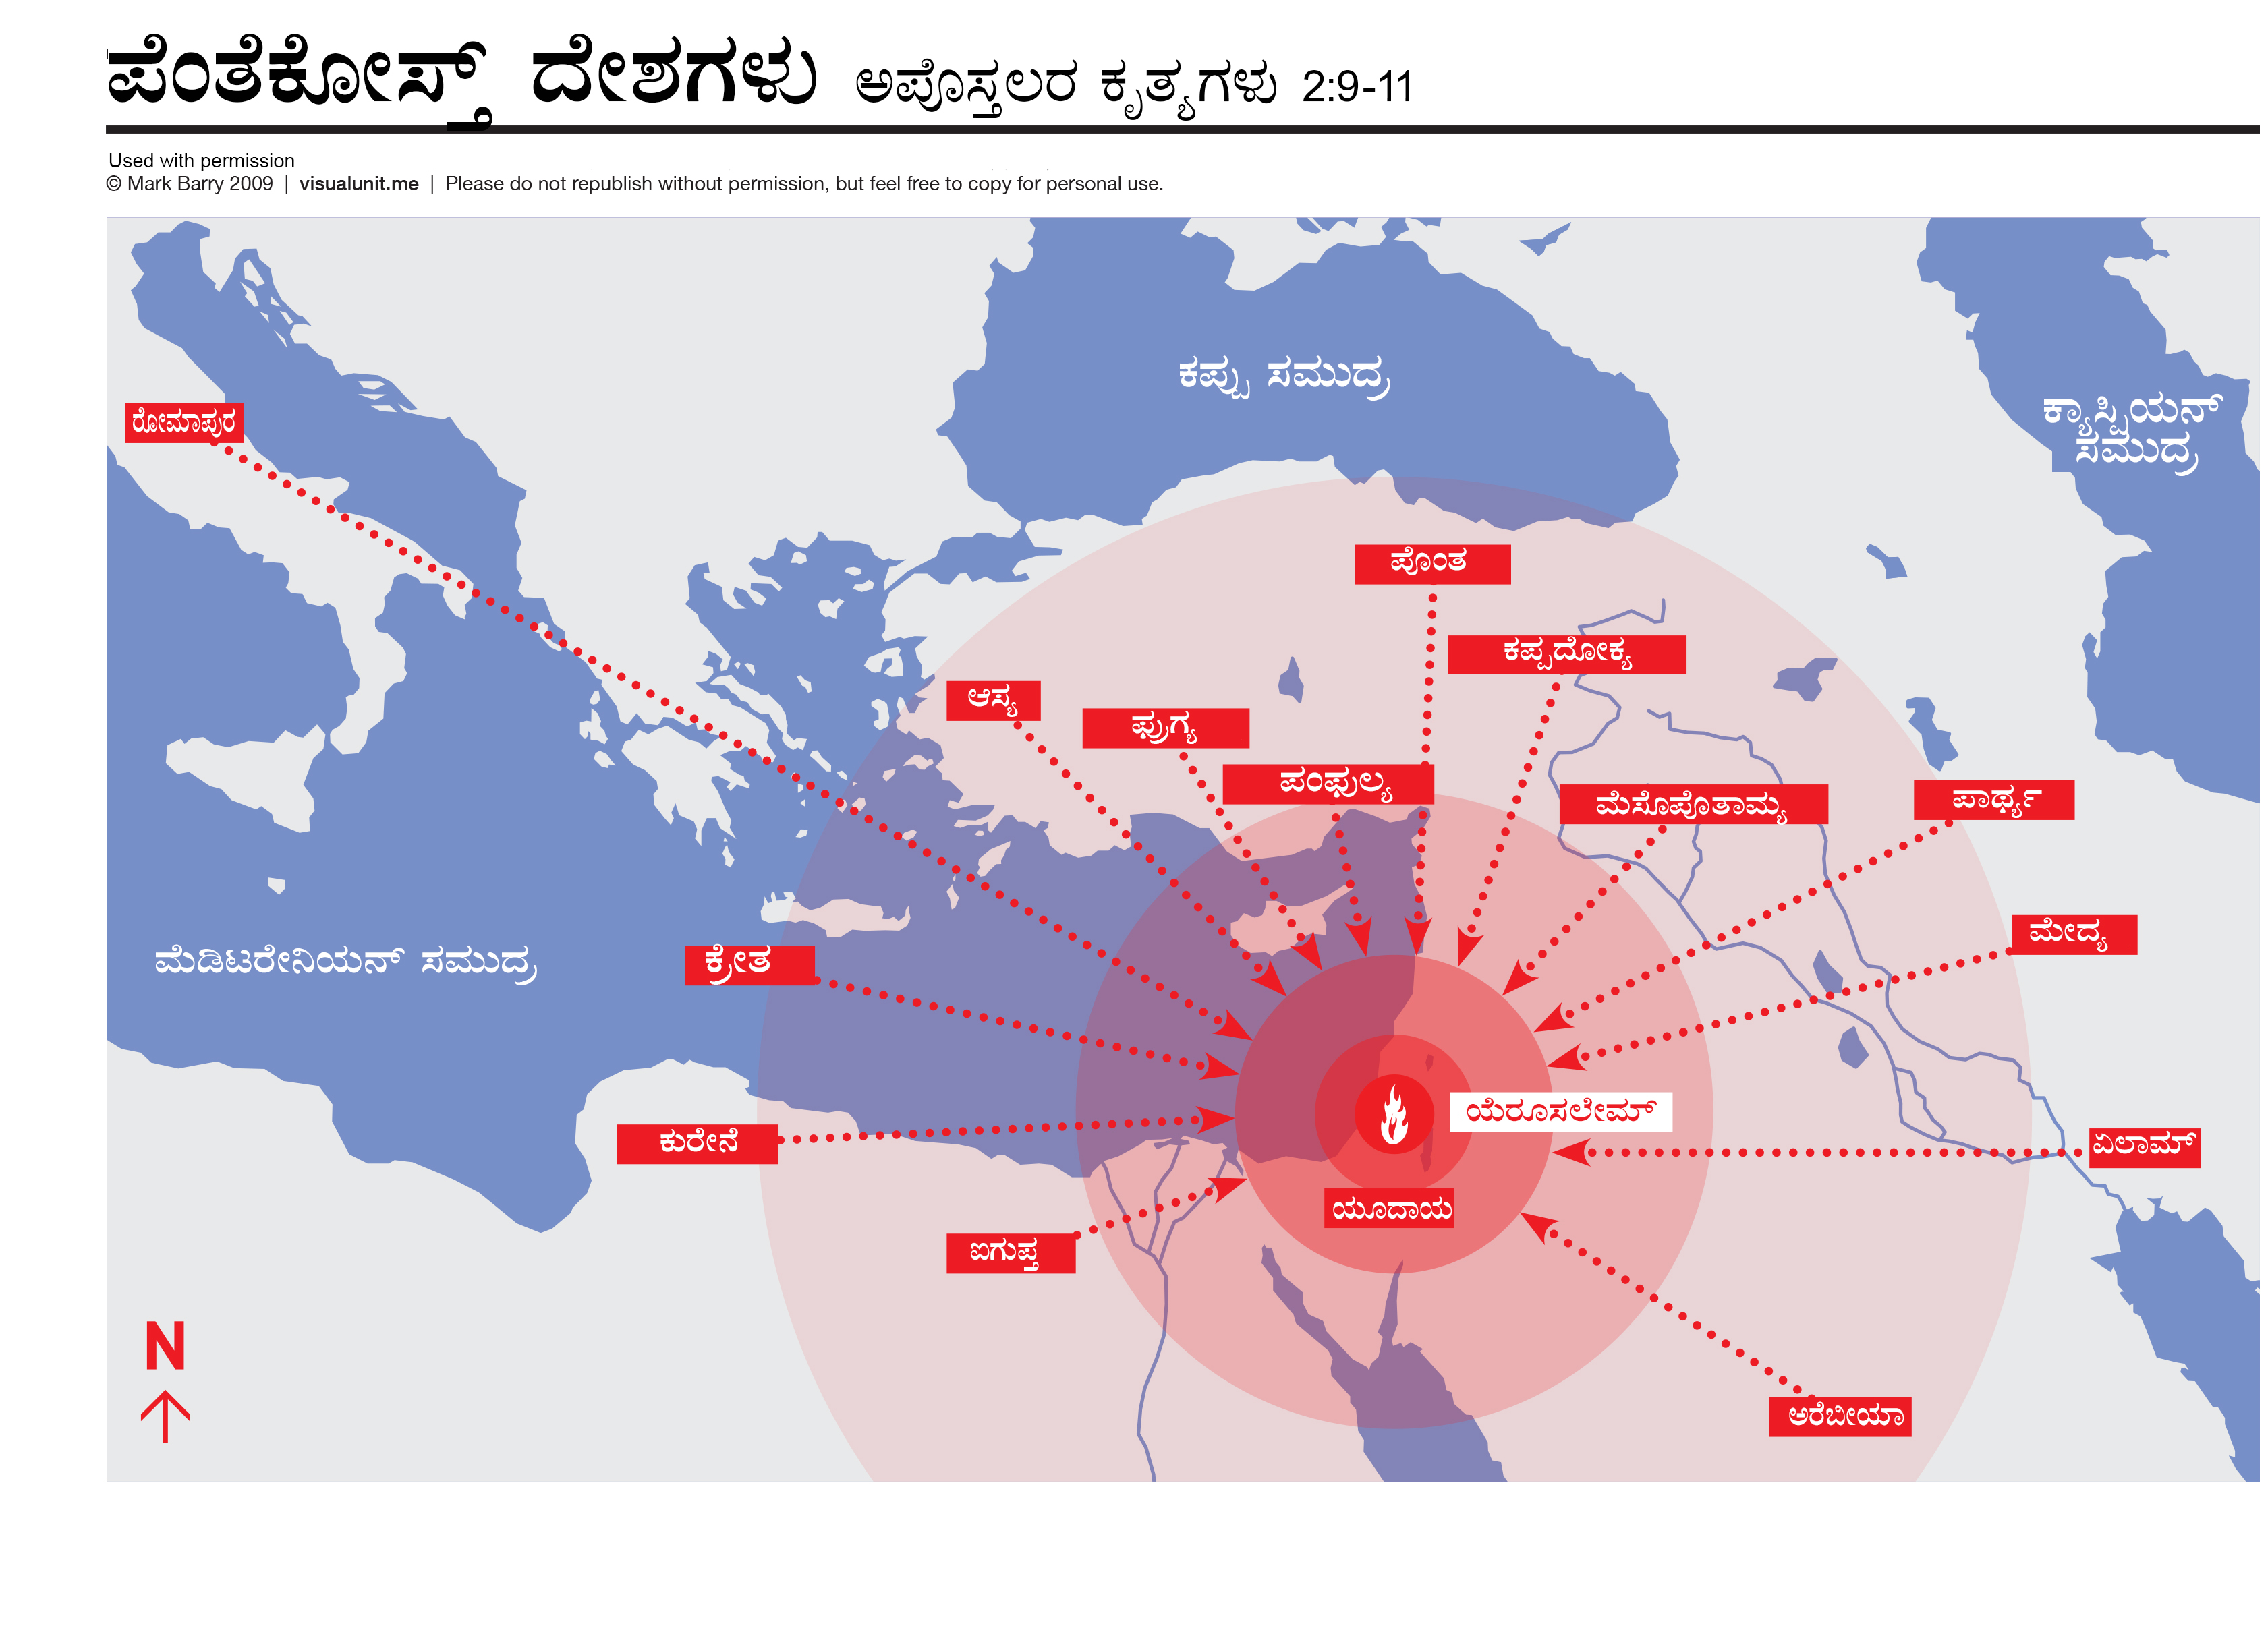 ಪೆಂತೆಕೋಸ್ತ್ ದೇಶಗಳು ಅಪೊಸ್ತಲರ ಕೃತ್ಯಗಳು 2:9-11
Used with permission
© Mark Barry 2009 | visualunit.me | Please do not republish without permission, but feel free to copy for personal use.
ಕಪ್ಪು ಸಮುದ್ರ
ಕ್ಯಾಸ್ಪಿಯನ್
ಸಮುದ್ರ
ರೋಮಾಪುರ
ಪೊಂತ
ಕಪ್ಪದೋಕ್ಯ
ಆಸ್ಯ
ಫ್ರುಗ್ಯ
ಪಂಫುಲ್ಯ
ಮೆಸೊಪೊತಾಮ್ಯ
ಪಾರ್ಥ್ಯ
ಮೇದ್ಯ
ಮೆಡಿಟರೇನಿಯನ್ ಸಮುದ್ರ
ಕ್ರೇತ
ಯೆರೂಸಲೇಮ್
ಕುರೇನೆ
ಏಲಾಮ್
ಯೂದಾಯ
ಐಗುಪ್ತ
N
ಅರೆಬೀಯಾ